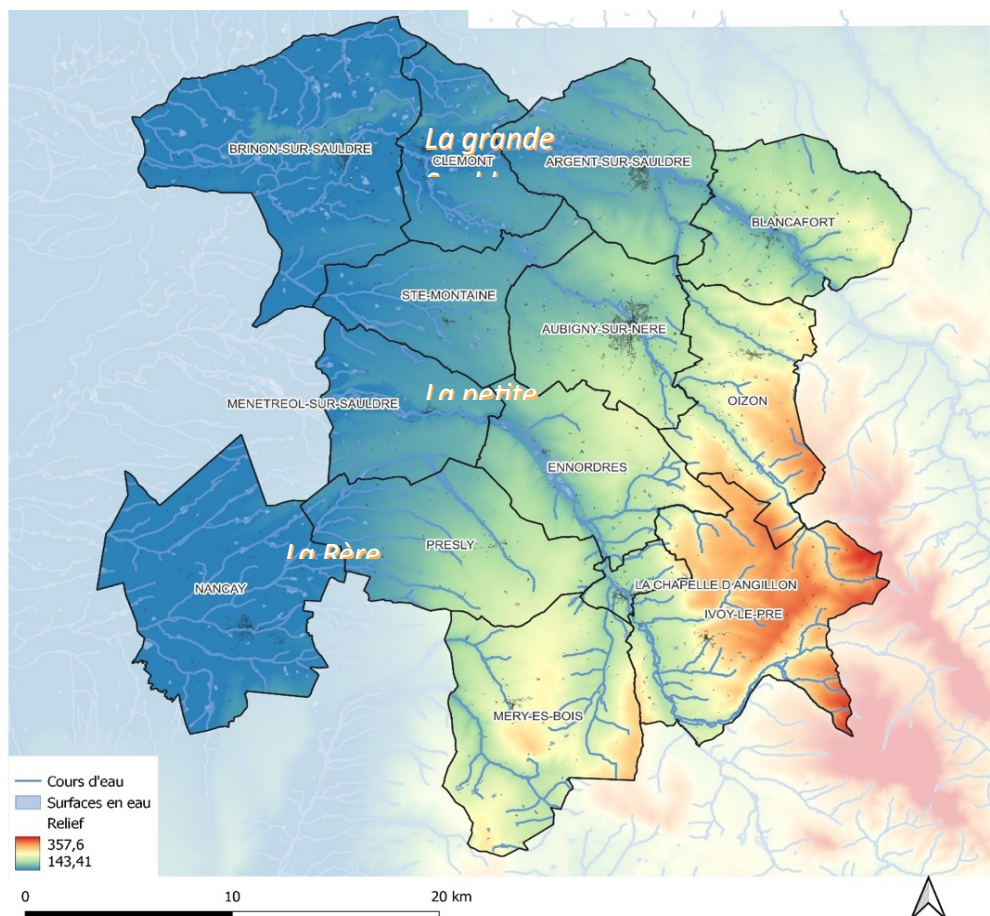 La grande
BRINON-SUR-SAULDRE
CLEMONT
ARGENT-SUR-SAULDRE
BLANCAFORT
STE-MONTAINE
AUBIGNY-SUR-NERE
La petite
MENETREOL-SUR-SAULDRE
OIZON
ENNORDRES
La Rère
PRESLY
NANCAY
LA CHAPELLE D ANGILLON
IVOY-LE-PRE
MERY-ES-BOIS
Cours d'eau
Surfaces en eau
Relief
357,6
143,41
0 10 20 km